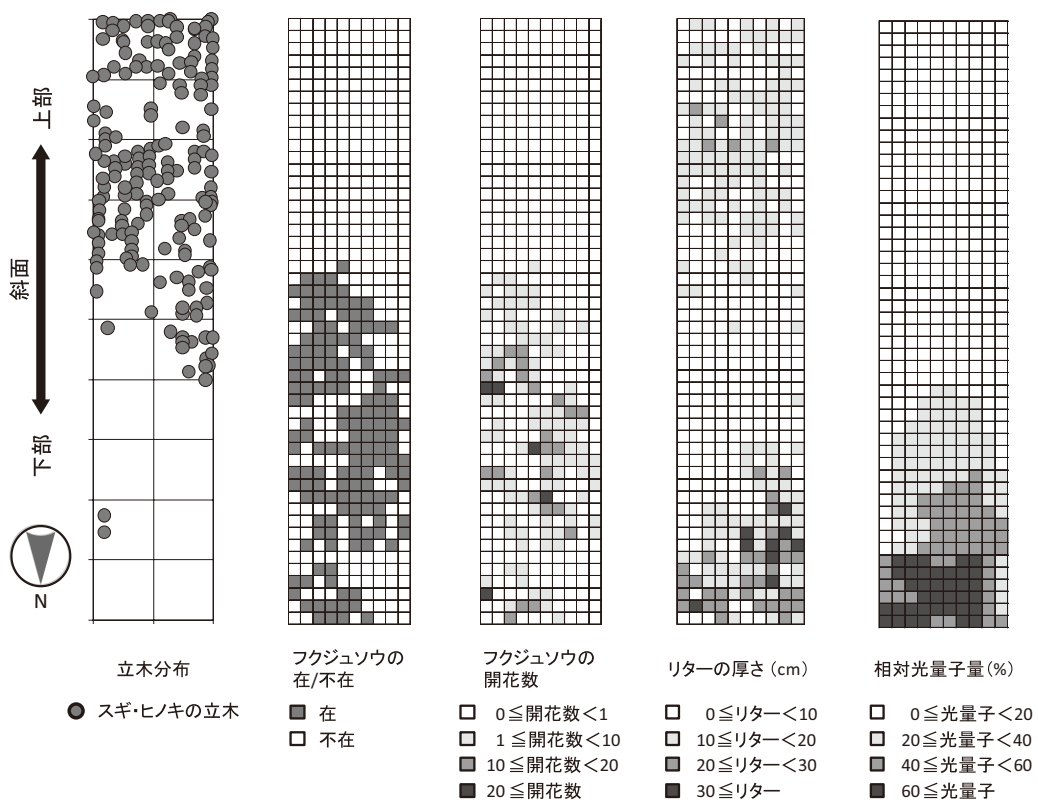 上部
斜面
下部
N
立木分布
スギ・ヒノキの立木
フクジュソウの
在/不在
在
不在
フクジュソウの
開花数
0≦開花数<1
1≦開花数<10
10≦開花数<20
20≦開花数
リターの厚さ(cm)
0≦リター<10
10≦リター<20
20≦リター<30
30≦リター
相対光量子量(%)
0≦光量子<20
20≦光量子<40
40≦光量子<60
60≦光量子